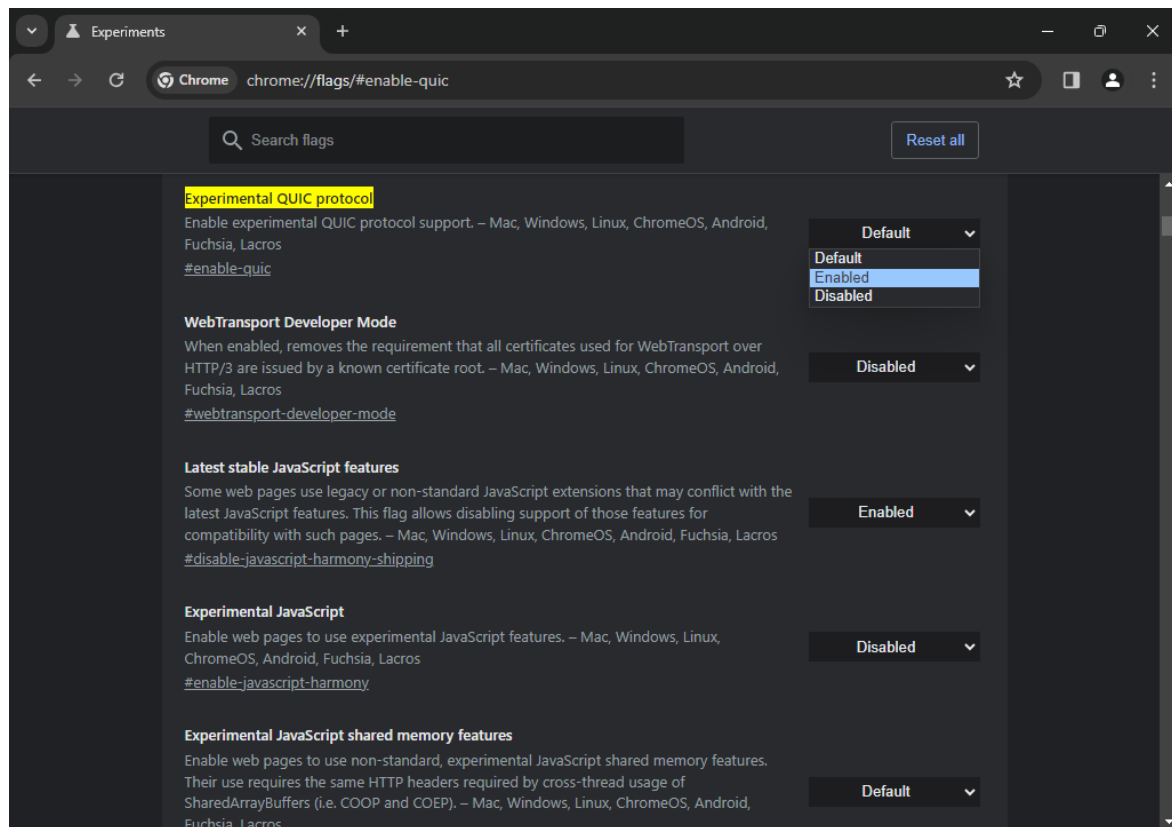 Experiments
Chrome chrome://flags/#enable-quic
Search flags
Reset all
Experimental QUIC protocol
Enable experimental QUIC protocol support. – Mac, Windows, Linux, ChromeOS, Android,
Fuchsia, Lacros
#enable-quic
Default
Default
Enabled
Disabled
WebTransport Developer Mode
When enabled, removes the requirement that all certificates used for WebTransport over
HTTP/3 are issued by a known certificate root. – Mac, Windows, Linux, ChromeOS, Android,
Fuchsia, Lacros
#webtransport-developer-mode
Disabled
Latest stable JavaScript features
Some web pages use legacy or non-standard JavaScript extensions that may conflict with the
latest JavaScript features. This flag allows disabling support of those features for
compatibility with such pages. – Mac, Windows, Linux, ChromeOS, Android, Fuchsia, Lacros
#disable-javascript-harmony-shipping
Enabled
Experimental JavaScript
Enable web pages to use experimental JavaScript features. – Mac, Windows, Linux,
ChromeOS, Android, Fuchsia, Lacros
#enable-javascript-harmony
Disabled
Experimental JavaScript shared memory features
Enable web pages to use non-standard, experimental JavaScript shared memory features.
Their use requires the same HTTP headers required by cross-thread usage of
SharedArrayBuffers (i.e. COOP and COEP). – Mac, Windows, Linux, ChromeOS, Android,
Fuchsia, Lacros
Default